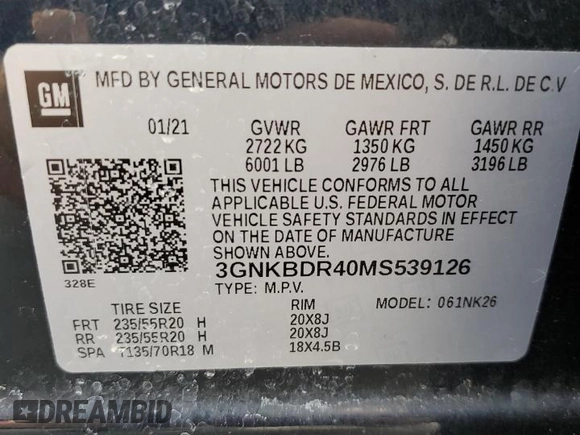 GM
MFD BY GENERAL MOTORS DE MEXICO, S. DE R.L. DE C.V
01/21 GVWR GAWR FRT GAWR RR
2722 KG 1350 KG 1450 KG
6001 LB 2976 LB 3196 LB
THIS VEHICLE CONFORMS TO ALL
APPLICABLE U.S. FEDERAL MOTOR
VEHICLE SAFETY STANDARDS IN EFFECT
ON THE DATE OF MANUFACTURE
SHOWN ABOVE.
3GNKBDR40MS539126
328E
TYPE: M.P.V. MODEL: 061NK26
TIRE SIZE RIM
FRT 235/55R20 H 20X8J
RR 235/55R20 H 20X8J
SPA T135/70R18 M 18X4.5B
DREAMBID